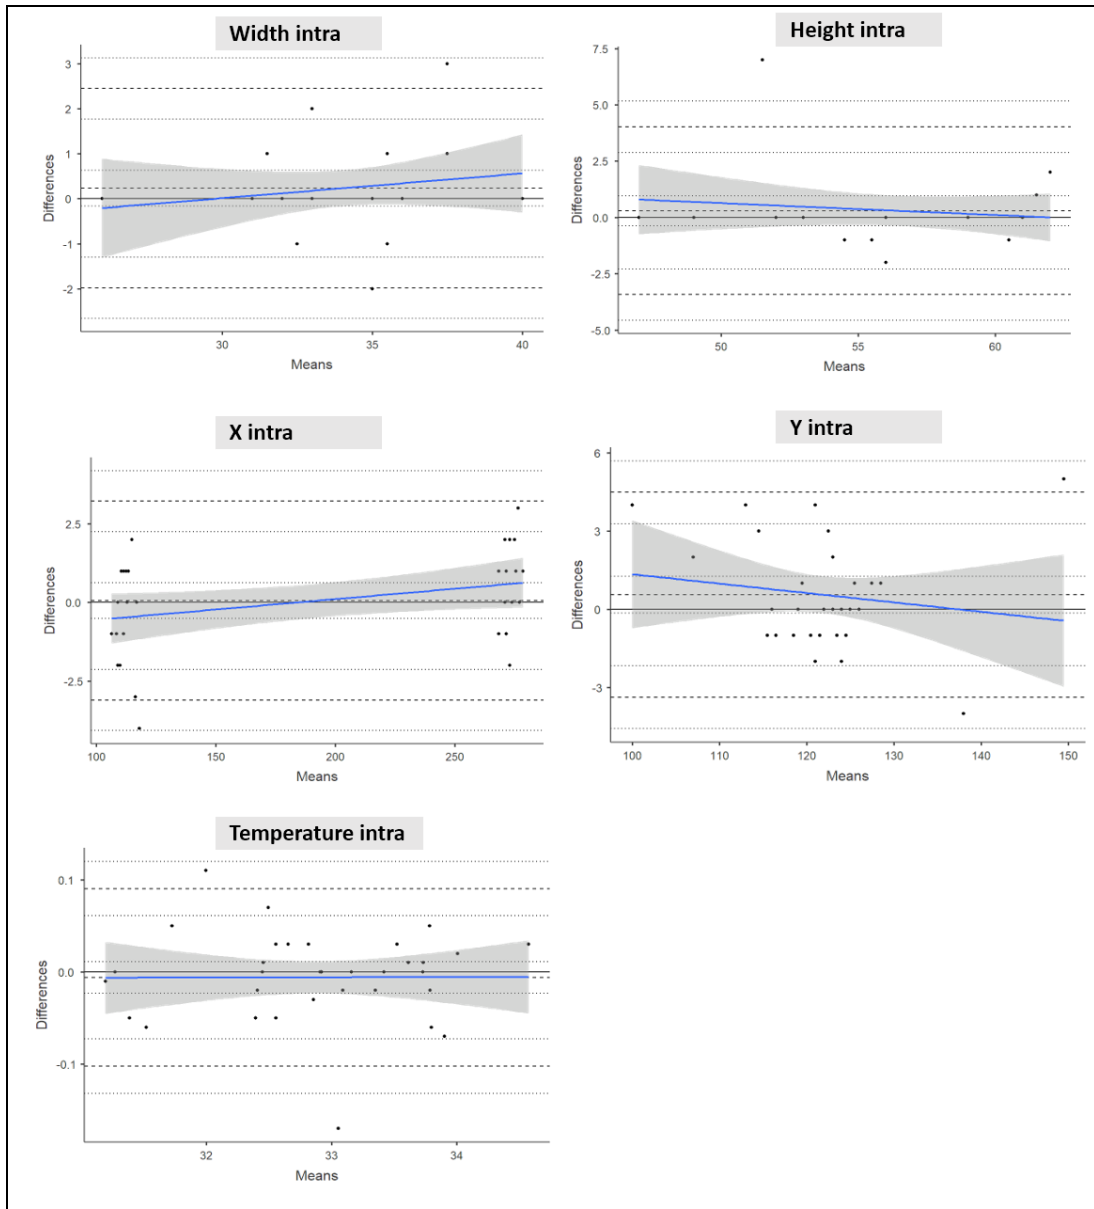 Width intra
3
2
1
0
-1
-2
Differences
30
35
40
Means
Height intra
7.5
5.0
2.5
0.0
-2.5
-5.0
Differences
50
55
60
Means
X intra
2.5
0.0
-2.5
Differences
100
150
200
250
Means
Y intra
6
3
0
-3
Differences
100
110
120
130
140
150
Means
Temperature intra
0.1
0.0
-0.1
Differences
32
33
34
Means